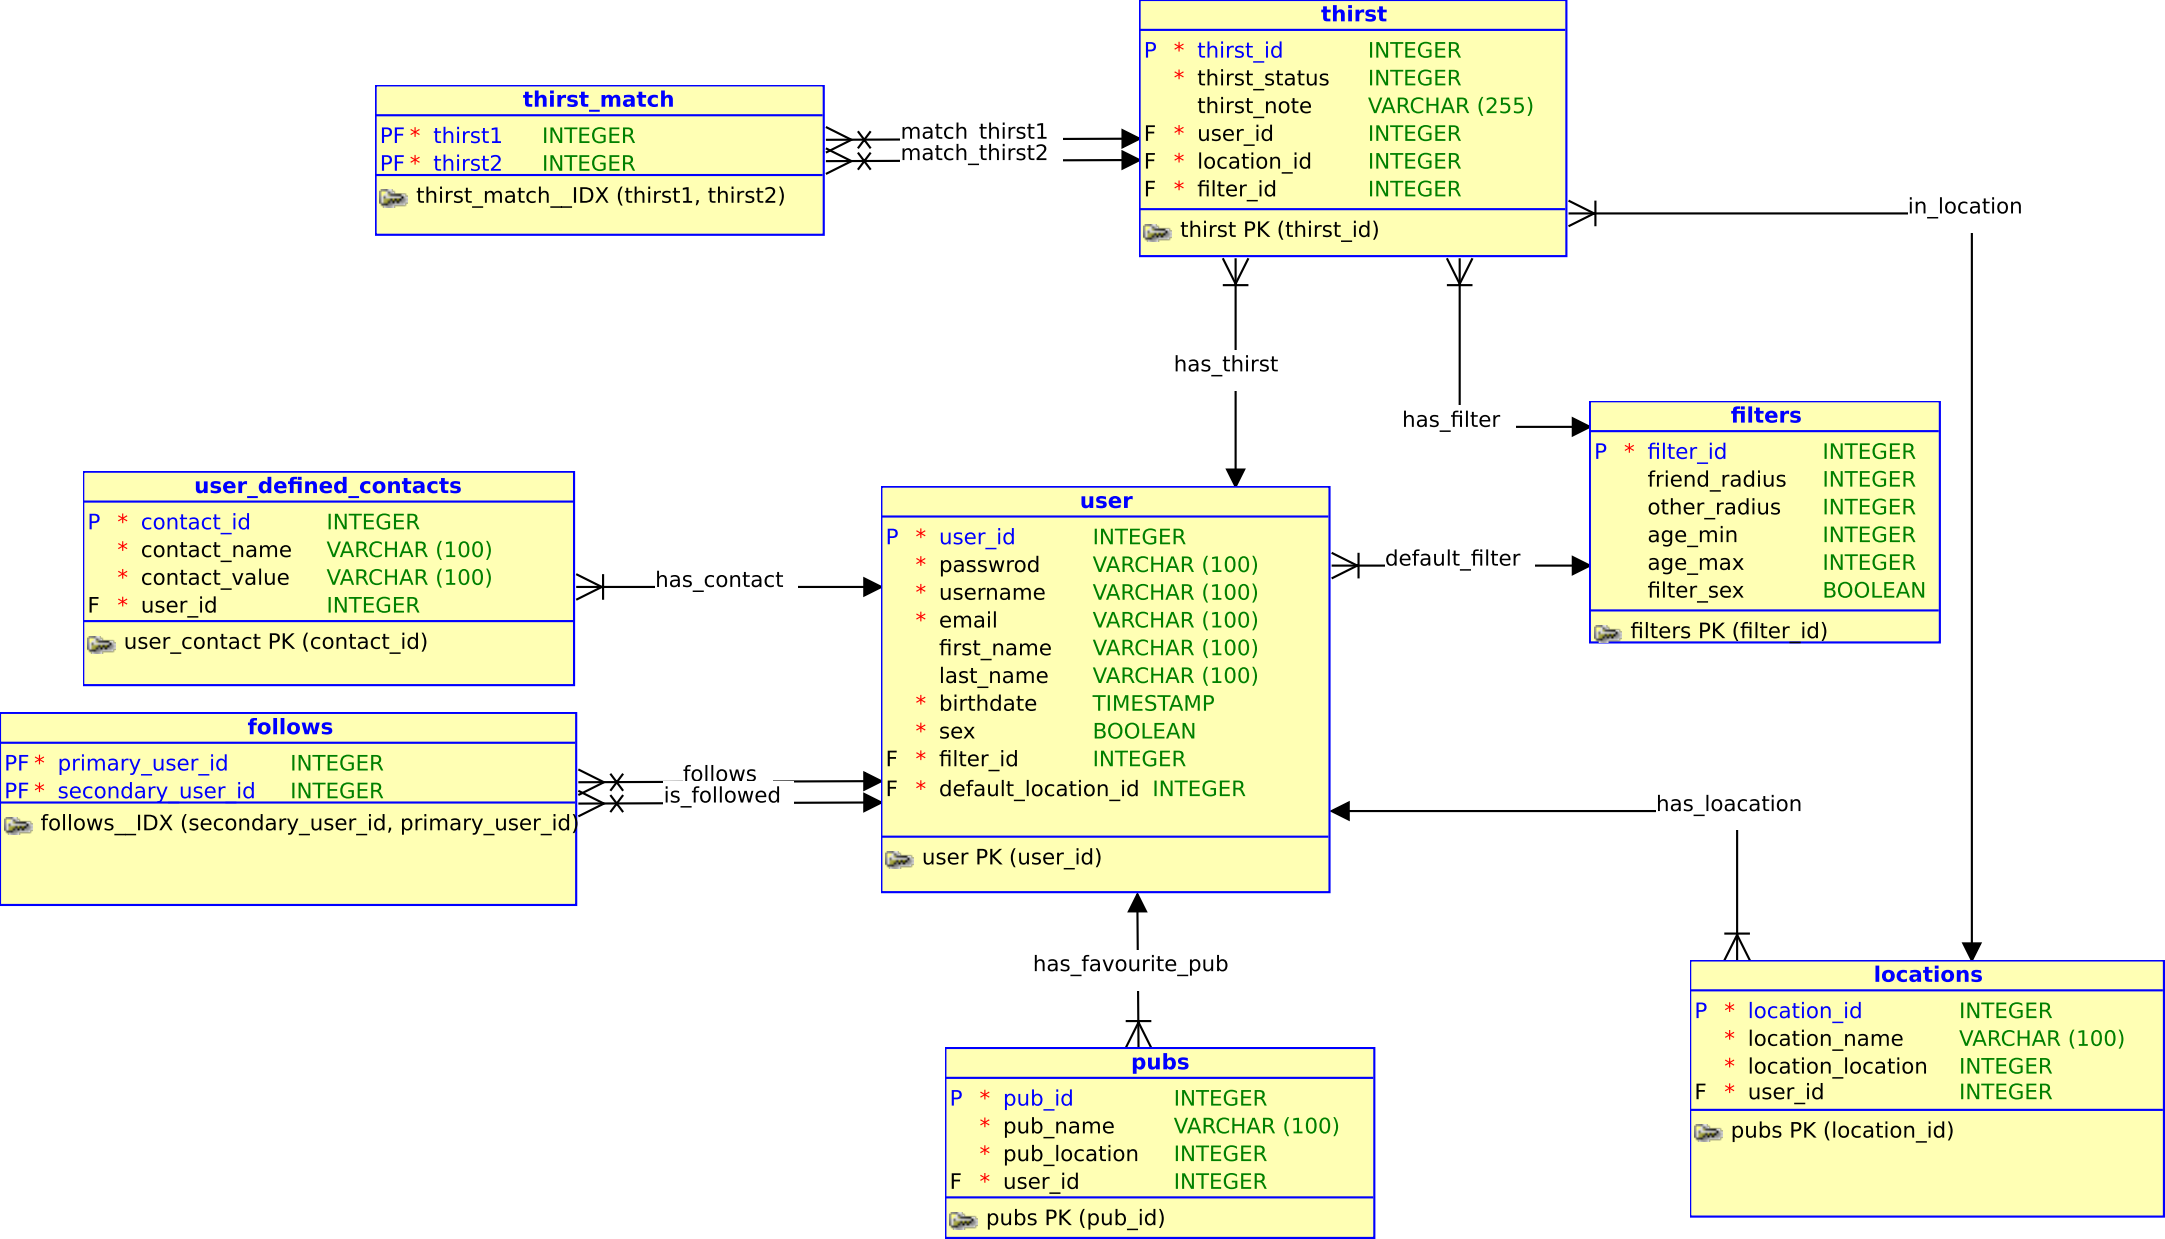 thirst
P * thirst_id INTEGER
* thirst_status INTEGER
thirst_note VARCHAR (255)
F * user_id INTEGER
F * location_id INTEGER
F * filter_id INTEGER
thirst PK (thirst_id)
thirst_match
PF * thirst1 INTEGER
PF * thirst2 INTEGER
thirst_match__IDX (thirst1, thirst2)
match_thirst1
match_thirst2
in_location
has_thirst
has_filter
filters
P * filter_id INTEGER
friend_radius INTEGER
other_radius INTEGER
age_min INTEGER
age_max INTEGER
filter_sex BOOLEAN
filters PK (filter_id)
user_defined_contacts
P * contact_id INTEGER
* contact_name VARCHAR (100)
* contact_value VARCHAR (100)
F * user_id INTEGER
user_contact PK (contact_id)
has_contact
user
P * user_id INTEGER
* passwrod VARCHAR (100)
* username VARCHAR (100)
* email VARCHAR (100)
first_name VARCHAR (100)
last_name VARCHAR (100)
* birthdate TIMESTAMP
* sex BOOLEAN
F * filter_id INTEGER
F * default_location_id INTEGER
user PK (user_id)
default_filter
follows
PF * primary_user_id INTEGER
PF * secondary_user_id INTEGER
follows__IDX (secondary_user_id, primary_user_id)
follows
is_followed
has_loacation
has_favourite_pub
pubs
P * pub_id INTEGER
* pub_name VARCHAR (100)
* pub_location INTEGER
F * user_id INTEGER
pubs PK (pub_id)
locations
P * location_id INTEGER
* location_name VARCHAR (100)
* location_location INTEGER
F * user_id INTEGER
pubs PK (location_id)